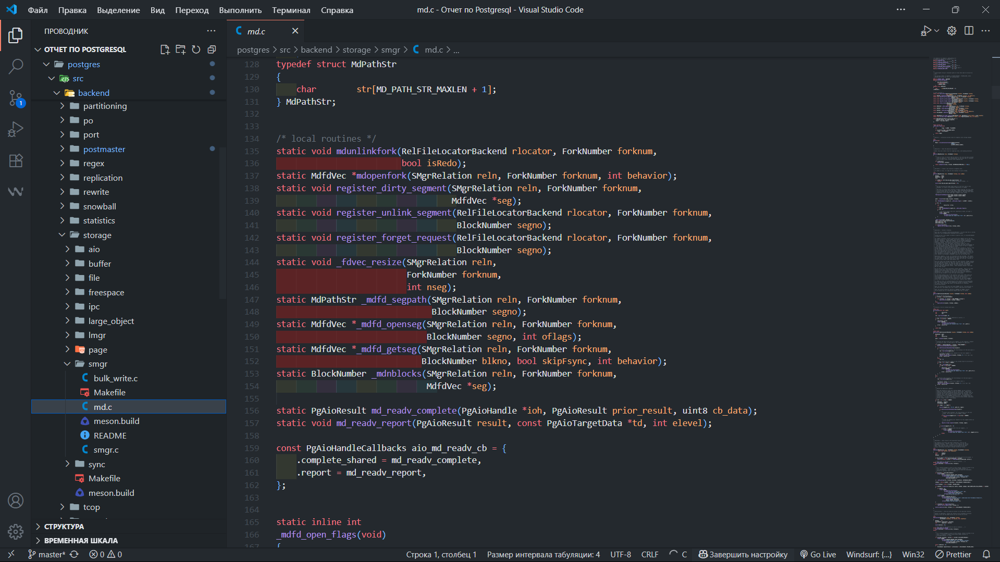 Файл Правка Выделение Вид Переход Выполнить Терминал Справка
md.c - Отчет по Postgresql - Visual Studio Code
ПРОВОДНИК
ОТЧЕТ ПО POSTGRESQL
postgres
src
backend
partitioning
po
port
postmaster
regex
replication
rewrite
snowball
statistics
storage
aio
buffer
file
freespace
ipc
large_object
lmgr
page
smgr
bulk_write.c
Makefile
md.c
meson.build
README
smgr.c
sync
Makefile
meson.build
tcop
СТРУКТУРА
ВРЕМЕННАЯ ШКАЛА
1
md.c
postgres > src > backend > storage > smgr > md.c > ...
128 typedef struct MdPathStr
129 {
130 char str[MD_PATH_STR_MAXLEN + 1];
131 } MdPathStr;
132
133
134 /* local routines */
135 static void mdunlinkfork(RelFileLocatorBackend rlocator, ForkNumber forknum,
136 bool isRedo);
137 static MdfdVec *mdopenfork(SMgrRelation reln, ForkNumber forknum, int behavior);
138 static void register_dirty_segment(SMgrRelation reln, ForkNumber forknum,
139 MdfdVec *seg);
140 static void register_unlink_segment(RelFileLocatorBackend rlocator, ForkNumber forknum,
141 BlockNumber segno);
142 static void register_forget_request(RelFileLocatorBackend rlocator, ForkNumber forknum,
143 BlockNumber segno);
144 static void _fdvec_resize(SMgrRelation reln,
145 ForkNumber forknum,
146 int nseg);
147 static MdPathStr _mdfd_segpath(SMgrRelation reln, ForkNumber forknum,
148 BlockNumber segno);
149 static MdfdVec *_mdfd_openseg(SMgrRelation reln, ForkNumber forknum,
150 BlockNumber segno, int oflags);
151 static MdfdVec *_mdfd_getseg(SMgrRelation reln, ForkNumber forknum,
152 BlockNumber blkno, bool skipFsync, int behavior);
153 static BlockNumber _mdnblocks(SMgrRelation reln, ForkNumber forknum,
154 MdfdVec *seg);
155
156 static PgAioResult md_readv_complete(PgAioHandle *ioh, PgAioResult prior_result, uint8 cb_data);
157 static void md_readv_report(PgAioResult result, const PgAioTargetData *td, int elevel);
158
159 const PgAioHandleCallbacks aio_md_readv_cb = {
160 .complete_shared = md_readv_complete,
161 .report = md_readv_report,
162 };
163
164
165 static inline int
166 _mdfd_open_flags(void)
167 {
master* 0 0
Строка 1, столбец 1 Размер интервала табуляции: 4 UTF-8 CRLF C Завершить настройку Go Live Windsurf: {...} Win32 Prettier